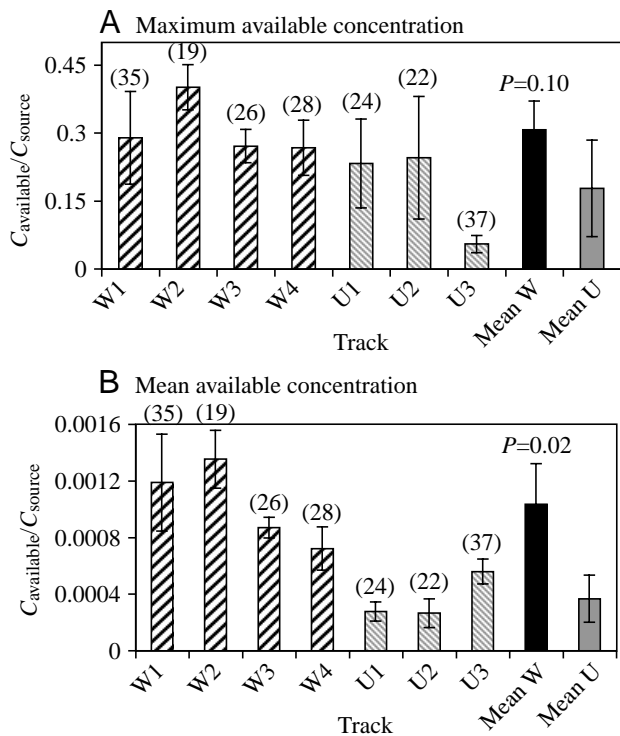 A Maximum available concentration
0.45
0.3
0.15
0
Cavailable/Csource
(35)
(19)
(26)
(28)
(24)
(22)
(37)
P=0.10
W1
W2
W3
W4
U1
U2
U3
Mean W
Mean U
Track
B Mean available concentration
0.0016
0.0012
0.0008
0.0004
0
Cavailable/Csource
(35)
(19)
(26)
(28)
(24)
(22)
(37)
P=0.02
W1
W2
W3
W4
U1
U2
U3
Mean W
Mean U
Track